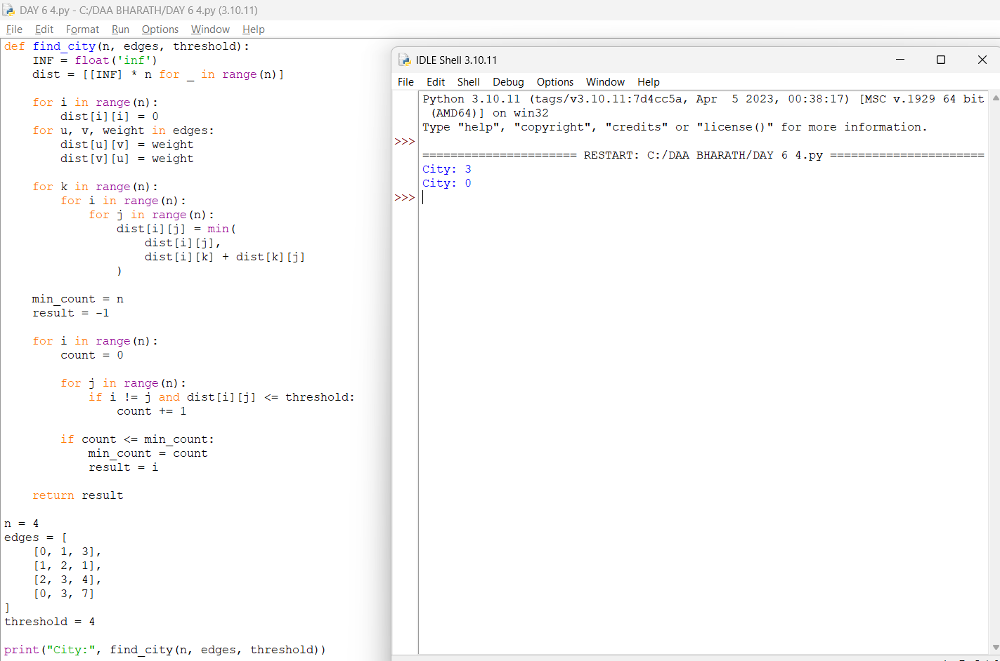 DAY 6 4.py - C:/DAA BHARATH/DAY 6 4.py (3.10.11)
File Edit Format Run Options Window Help
def find_city(n, edges, threshold):
    INF = float('inf')
    dist = [[INF] * n for _ in range(n)]

    for i in range(n):
        dist[i][i] = 0
    for u, v, weight in edges:
        dist[u][v] = weight
        dist[v][u] = weight

    for k in range(n):
        for i in range(n):
            for j in range(n):
                dist[i][j] = min(
                    dist[i][j],
                    dist[i][k] + dist[k][j]
                )

    min_count = n
    result = -1

    for i in range(n):
        count = 0

        for j in range(n):
            if i != j and dist[i][j] <= threshold:
                count += 1

        if count <= min_count:
            min_count = count
            result = i

    return result

n = 4
edges = [
    [0, 1, 3],
    [1, 2, 1],
    [2, 3, 4],
    [0, 3, 7]
]
threshold = 4

print("City:", find_city(n, edges, threshold))
IDLE Shell 3.10.11
File Edit Shell Debug Options Window Help
Python 3.10.11 (tags/v3.10.11:7d4cc5a, Apr  5 2023, 00:38:17) [MSC v.1929 64 bit
 (AMD64)] on win32
Type "help", "copyright", "credits" or "license()" for more information.
>>>
====================== RESTART: C:/DAA BHARATH/DAY 6 4.py ======================
City: 3
City: 0
>>>